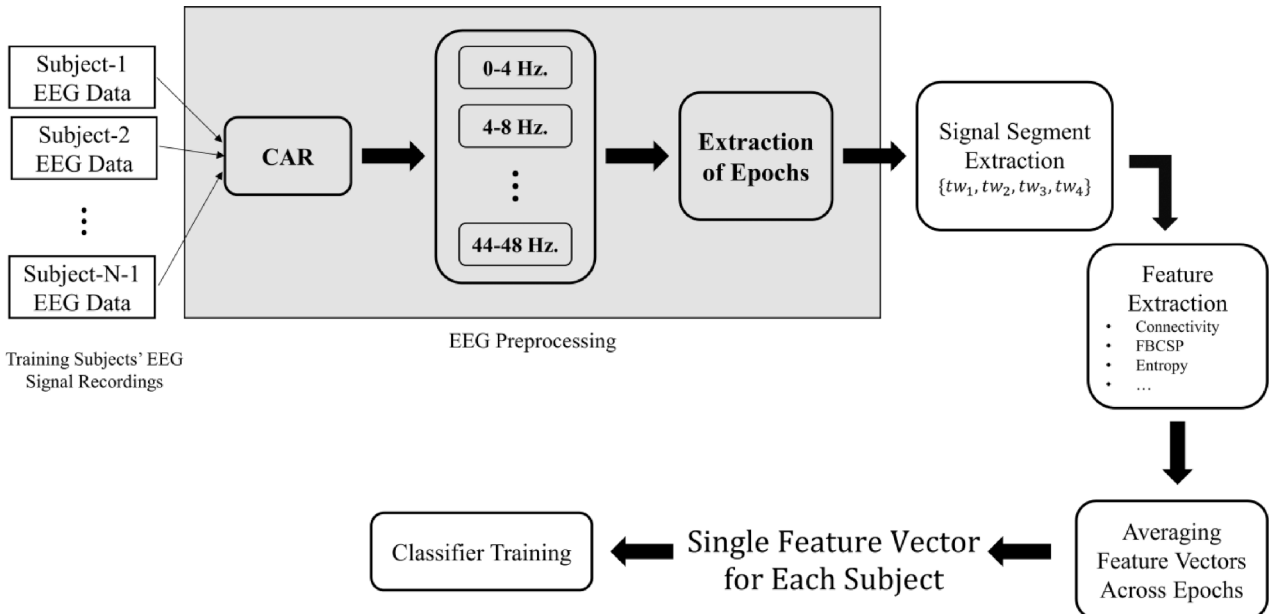 Subject-1
EEG Data
Subject-2
EEG Data
⋮
Subject-N-1
EEG Data
Training Subjects’ EEG
Signal Recordings
CAR
0-4 Hz.
4-8 Hz.
⋮
44-48 Hz.
Extraction
of Epochs
EEG Preprocessing
Signal Segment
Extraction
{tw₁, tw₂, tw₃, tw₄}
Feature
Extraction
• Connectivity
• FBCSP
• Entropy
• …
Averaging
Feature Vectors
Across Epochs
Single Feature Vector
for Each Subject
Classifier Training